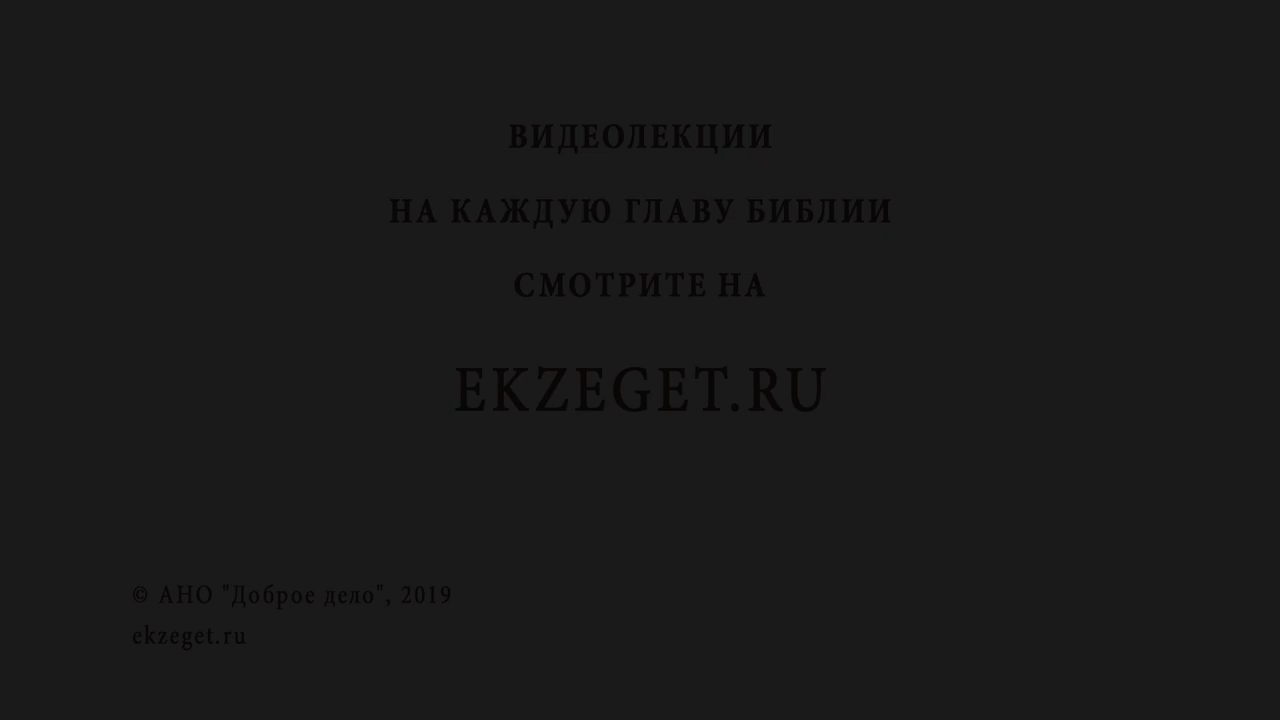 ВИДЕОЛЕКЦИИ
НА КАЖДУЮ ГЛАВУ БИБЛИИ
СМОТРИТЕ НА
EKZEGET.RU
© АНО "Доброе дело", 2019
ekzeget.ru